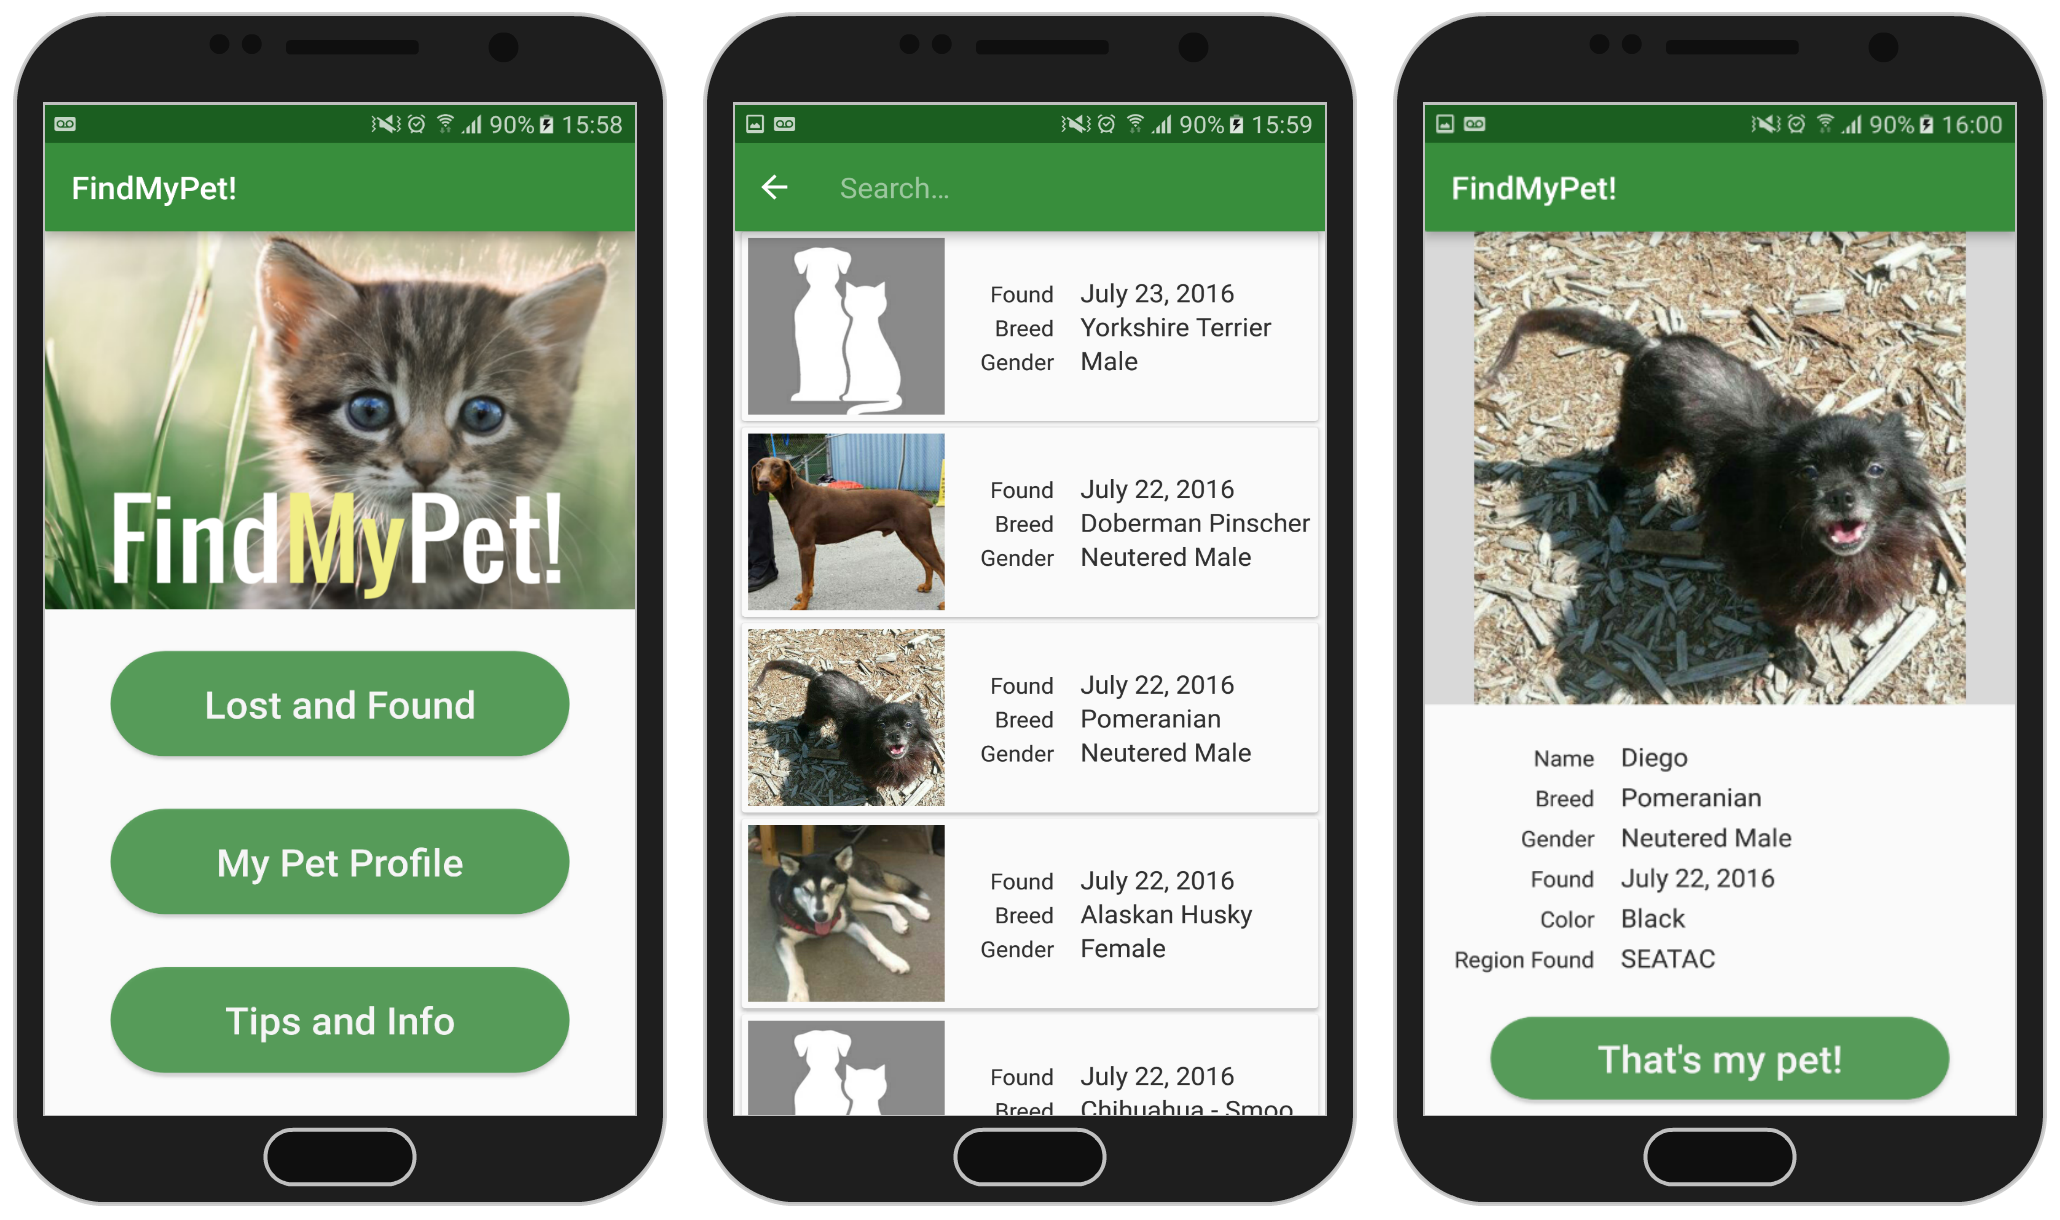 90% 15:58
FindMyPet!
FindMyPet!
Lost and Found
My Pet Profile
Tips and Info
90% 15:59
Search...
Found July 23, 2016
Breed Yorkshire Terrier
Gender Male
Found July 22, 2016
Breed Doberman Pinscher
Gender Neutered Male
Found July 22, 2016
Breed Pomeranian
Gender Neutered Male
Found July 22, 2016
Breed Alaskan Husky
Gender Female
Found July 22, 2016
Breed Chihuahua - Smoo
90% 16:00
FindMyPet!
Name Diego
Breed Pomeranian
Gender Neutered Male
Found July 22, 2016
Color Black
Region Found SEATAC
That's my pet!